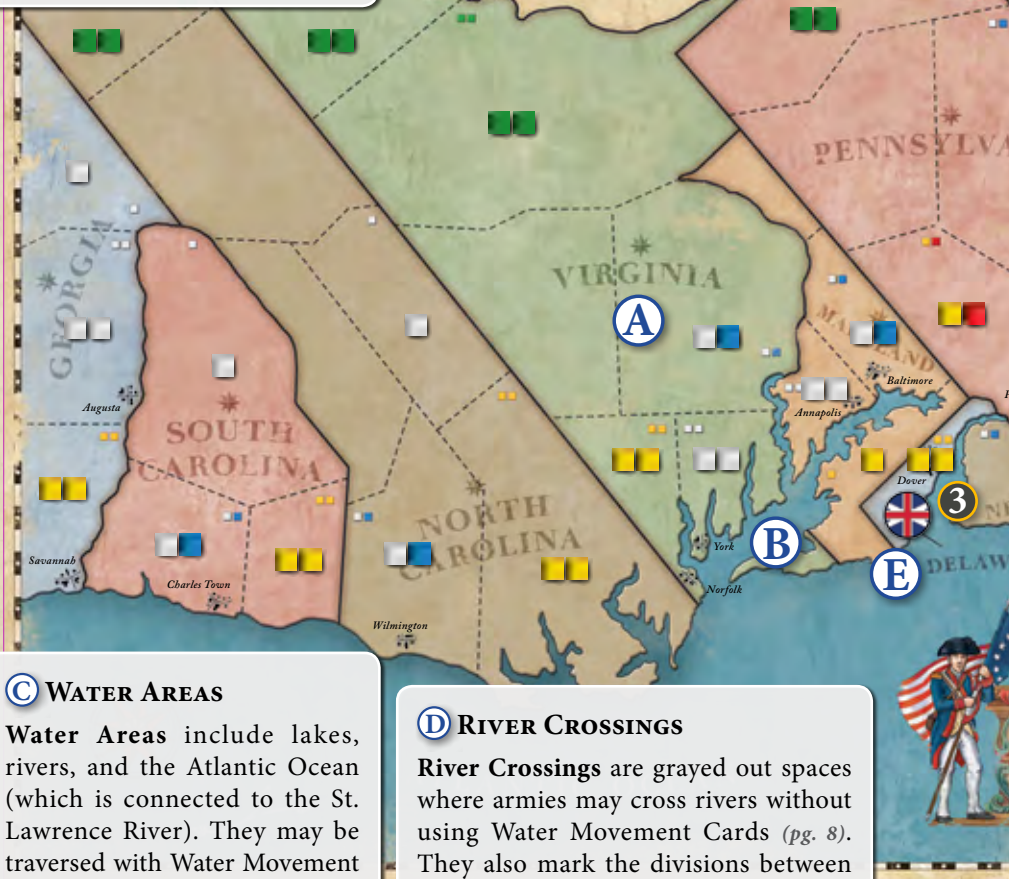 PENNSYLVA
GEORGIA
VIRGINIA
A
MARYLAND
Baltimore
Augusta
Annapolis
SOUTH
CAROLINA
Dover
3
NORTH
CAROLINA
York
B
E
DELAW
Savannah
Charles Town
Norfolk
Wilmington
C WATER AREAS
Water Areas include lakes,
rivers, and the Atlantic Ocean
(which is connected to the St.
Lawrence River). They may be
traversed with Water Movement
D RIVER CROSSINGS
River Crossings are grayed out spaces
where armies may cross rivers without
using Water Movement Cards (pg. 8).
They also mark the divisions between